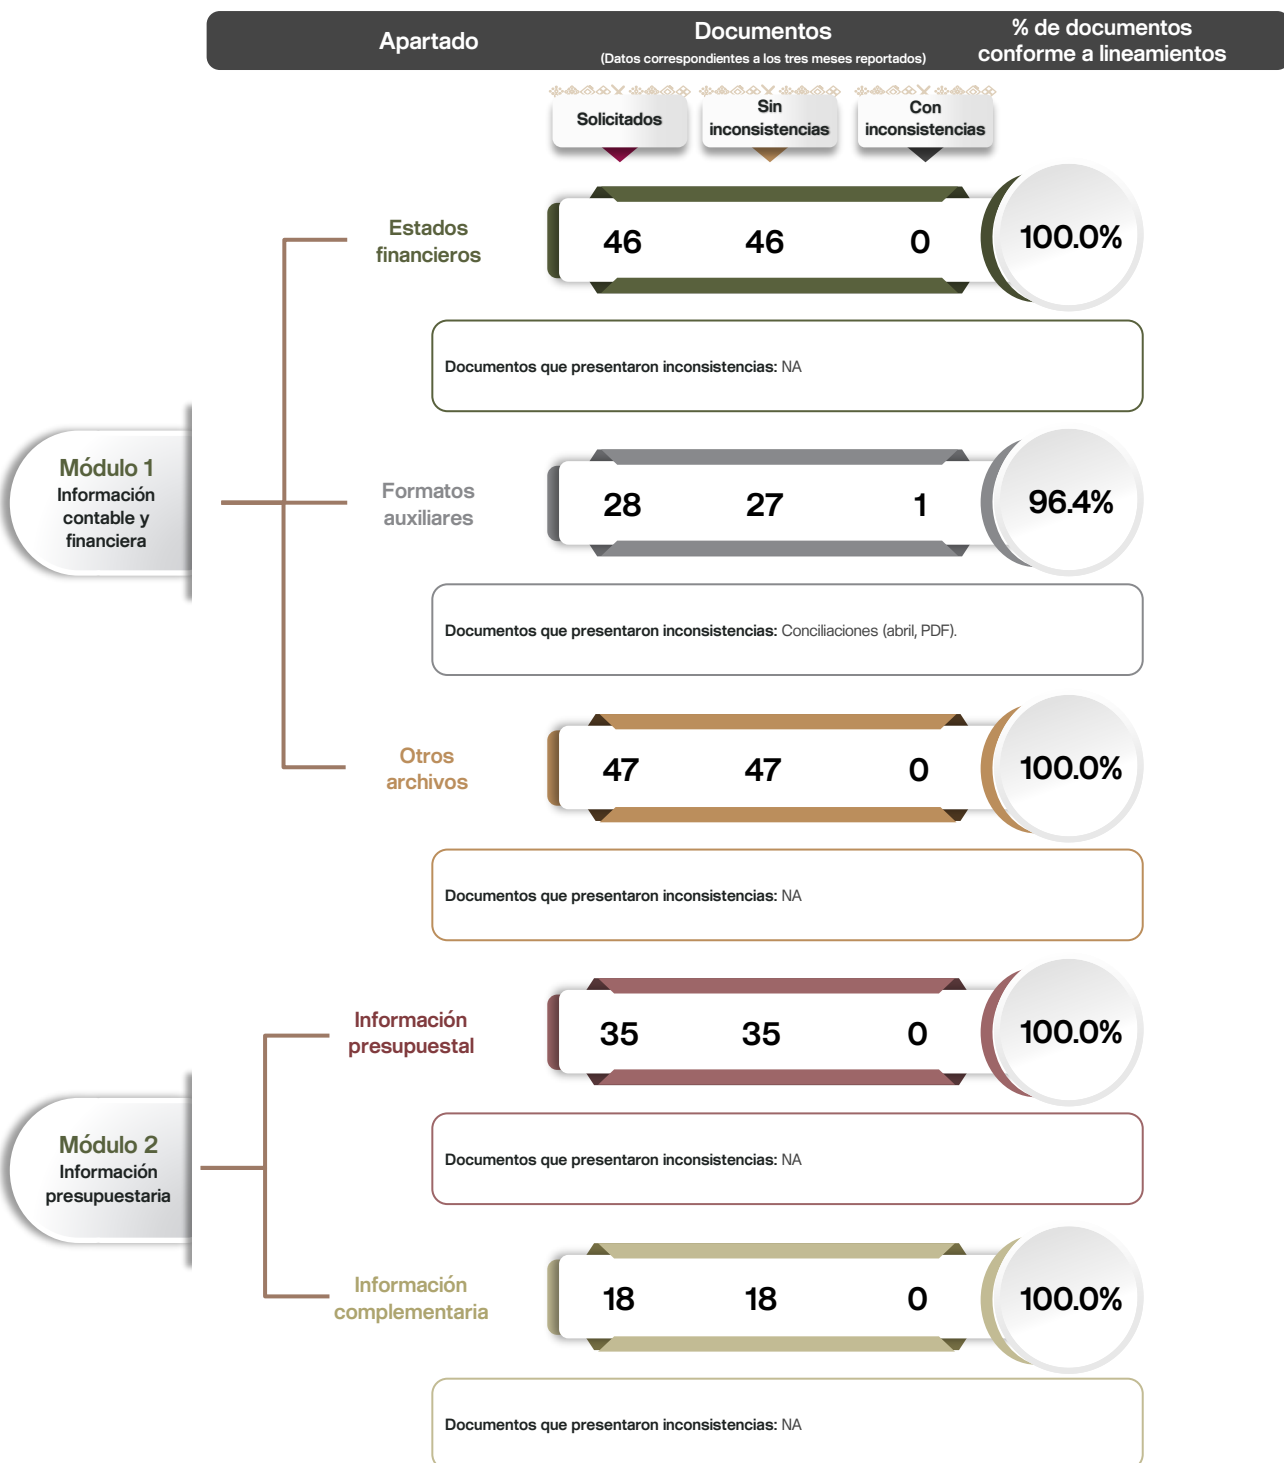 Apartado
Documentos
(Datos correspondientes a los tres meses reportados)
% de documentos
conforme a lineamientos
Solicitados
Sin
inconsistencias
Con
inconsistencias
Módulo 1
Información
contable y
financiera
Estados
financieros
46 46 0 100.0%
Documentos que presentaron inconsistencias: NA
Formatos
auxiliares
28 27 1 96.4%
Documentos que presentaron inconsistencias: Conciliaciones (abril, PDF).
Otros
archivos
47 47 0 100.0%
Documentos que presentaron inconsistencias: NA
Módulo 2
Información
presupuestaria
Información
presupuestal
35 35 0 100.0%
Documentos que presentaron inconsistencias: NA
Información
complementaria
18 18 0 100.0%
Documentos que presentaron inconsistencias: NA